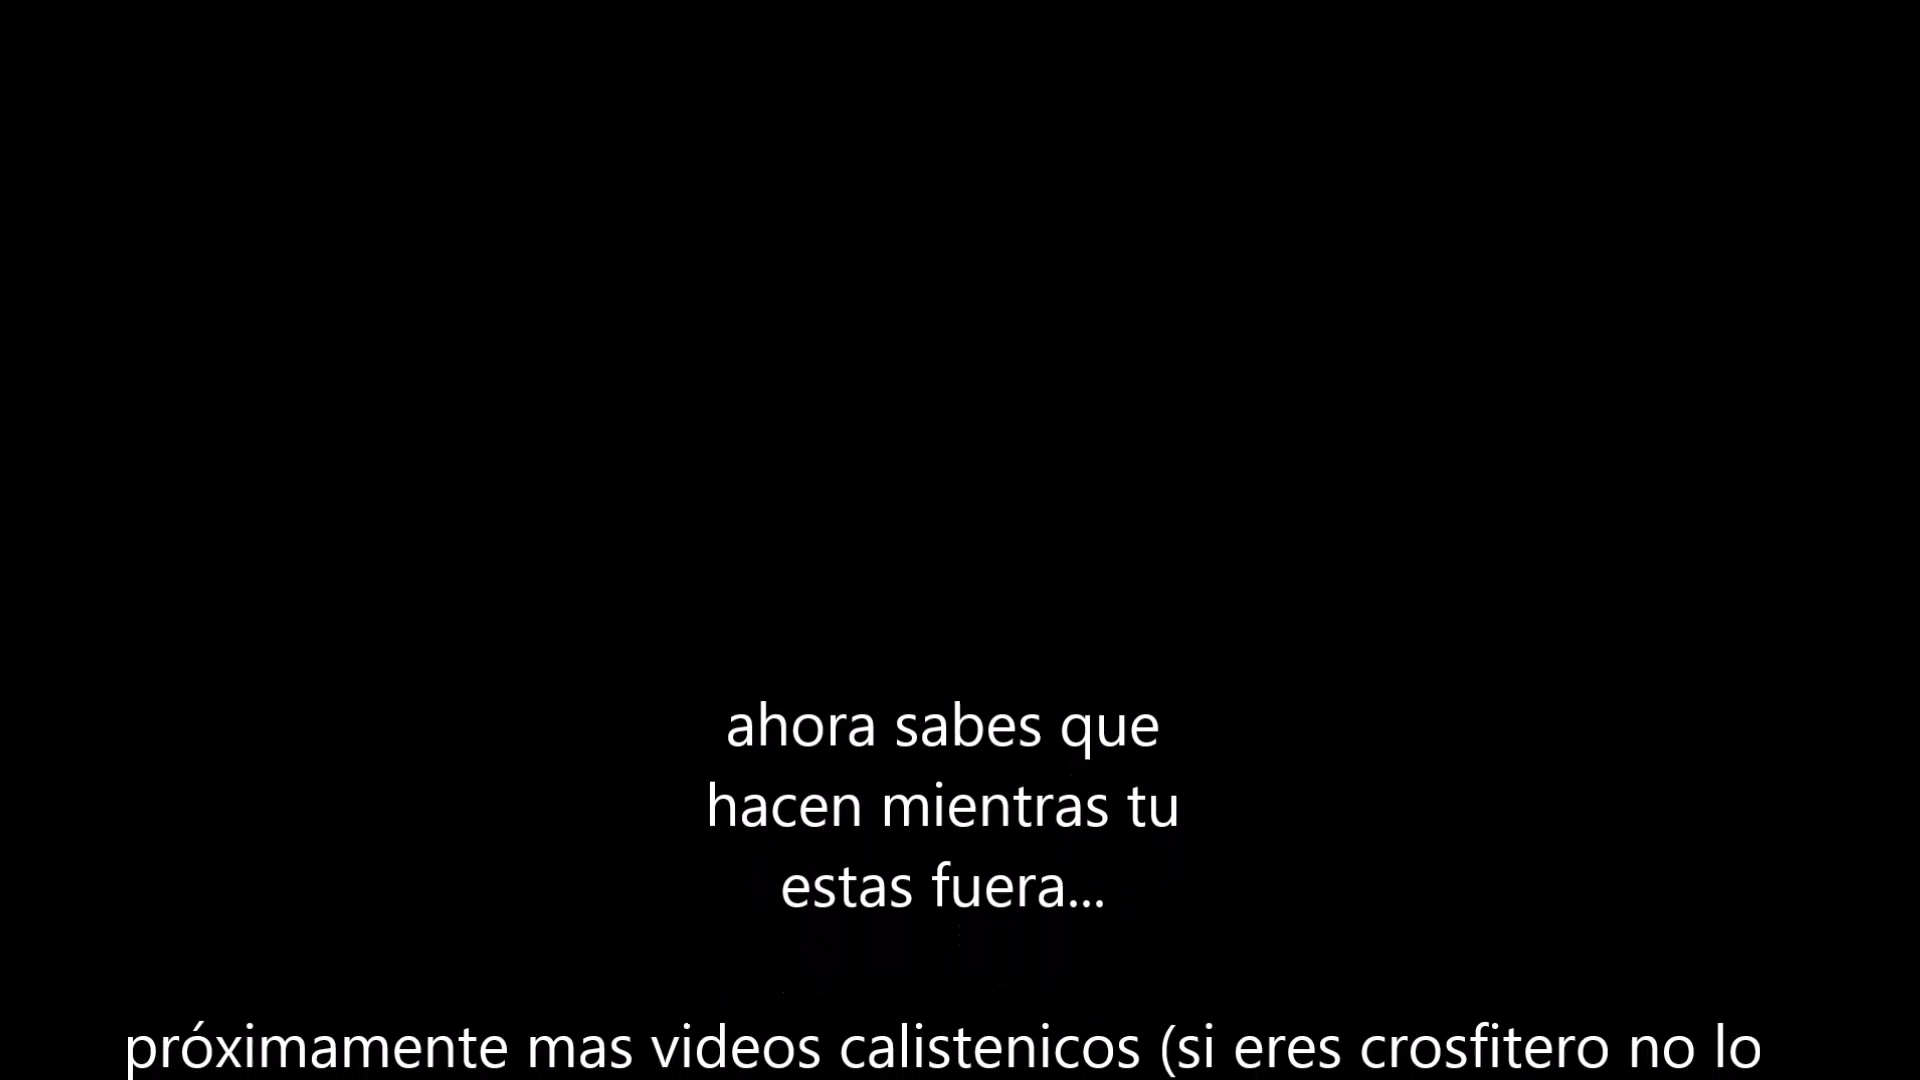 ahora sabes que
hacen mientras tu
estas fuera...
próximamente mas videos calistenicos (si eres crosfitero no lo